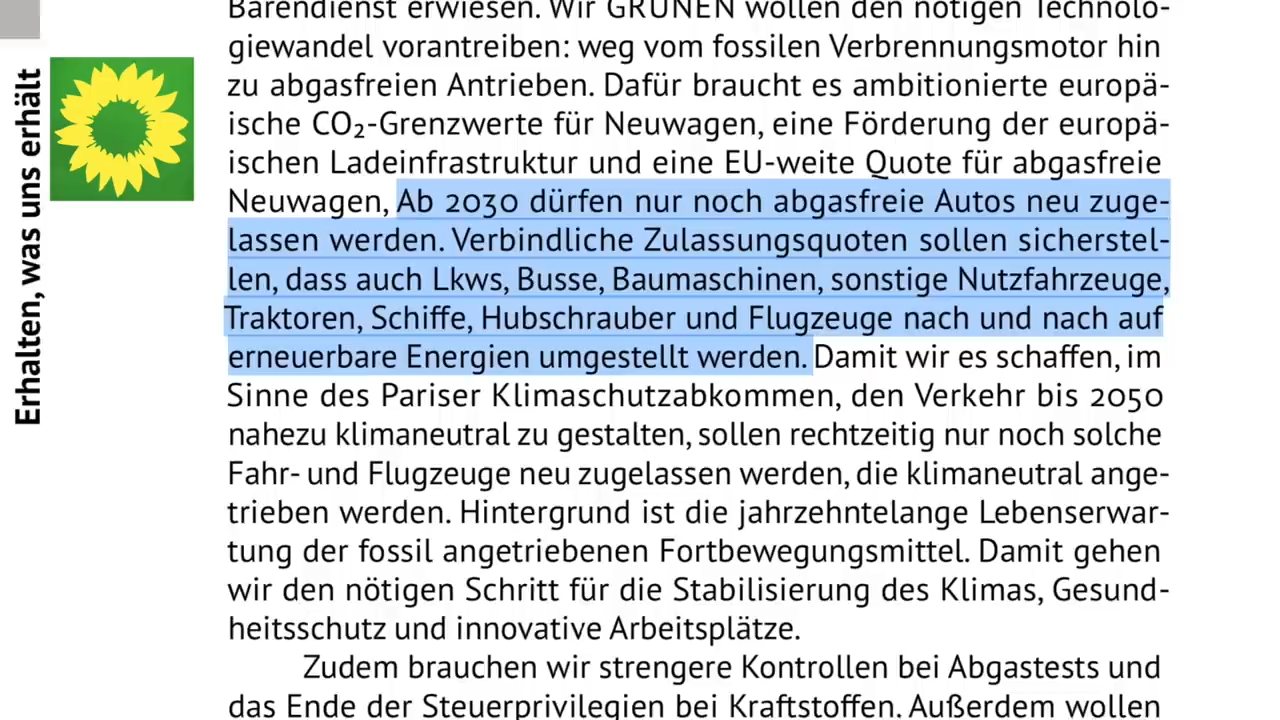 Erhalten, was uns erhält
Bärendienst erwiesen. Wir GRÜNEN wollen den nötigen Technolo-
giewandel vorantreiben: weg vom fossilen Verbrennungsmotor hin
zu abgasfreien Antrieben. Dafür braucht es ambitionierte europä-
ische CO₂-Grenzwerte für Neuwagen, eine Förderung der europä-
ischen Ladeinfrastruktur und eine EU-weite Quote für abgasfreie
Neuwagen, Ab 2030 dürfen nur noch abgasfreie Autos neu zuge-
lassen werden. Verbindliche Zulassungsquoten sollen sicherstel-
len, dass auch Lkws, Busse, Baumaschinen, sonstige Nutzfahrzeuge,
Traktoren, Schiffe, Hubschrauber und Flugzeuge nach und nach auf
erneuerbare Energien umgestellt werden. Damit wir es schaffen, im
Sinne des Pariser Klimaschutzabkommen, den Verkehr bis 2050
nahezu klimaneutral zu gestalten, sollen rechtzeitig nur noch solche
Fahr- und Flugzeuge neu zugelassen werden, die klimaneutral ange-
trieben werden. Hintergrund ist die jahrzehntelange Lebenserwar-
tung der fossil angetriebenen Fortbewegungsmittel. Damit gehen
wir den nötigen Schritt für die Stabilisierung des Klimas, Gesund-
heitsschutz und innovative Arbeitsplätze.
Zudem brauchen wir strengere Kontrollen bei Abgastests und
das Ende der Steuerprivilegien bei Kraftstoffen. Außerdem wollen